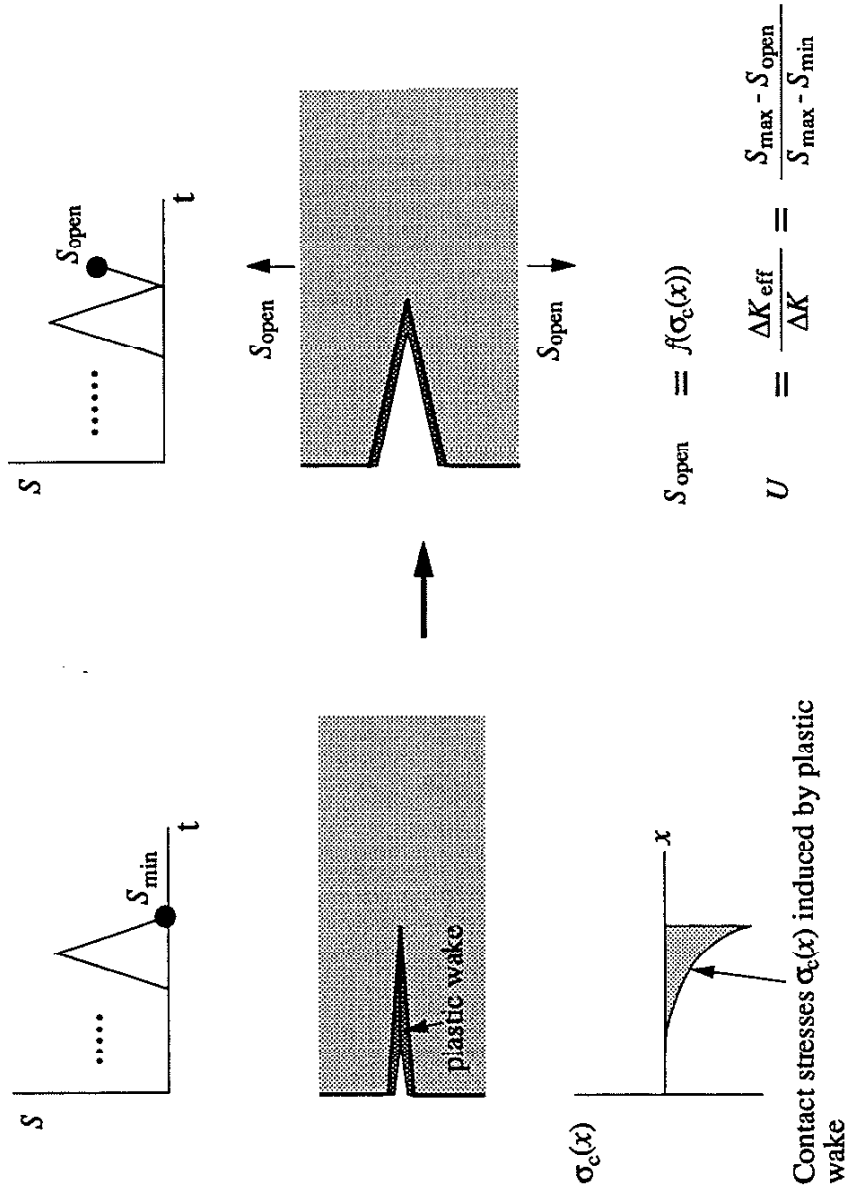 S
.....
S_min
t
plastic wake
σ_c(x)
x
Contact stresses σ_c(x) induced by plastic
wake
S
......
S_open
t
S_open
S_open
S_open = f(σ_c(x))
U = ΔK_eff / ΔK = (S_max - S_open) / (S_max - S_min)